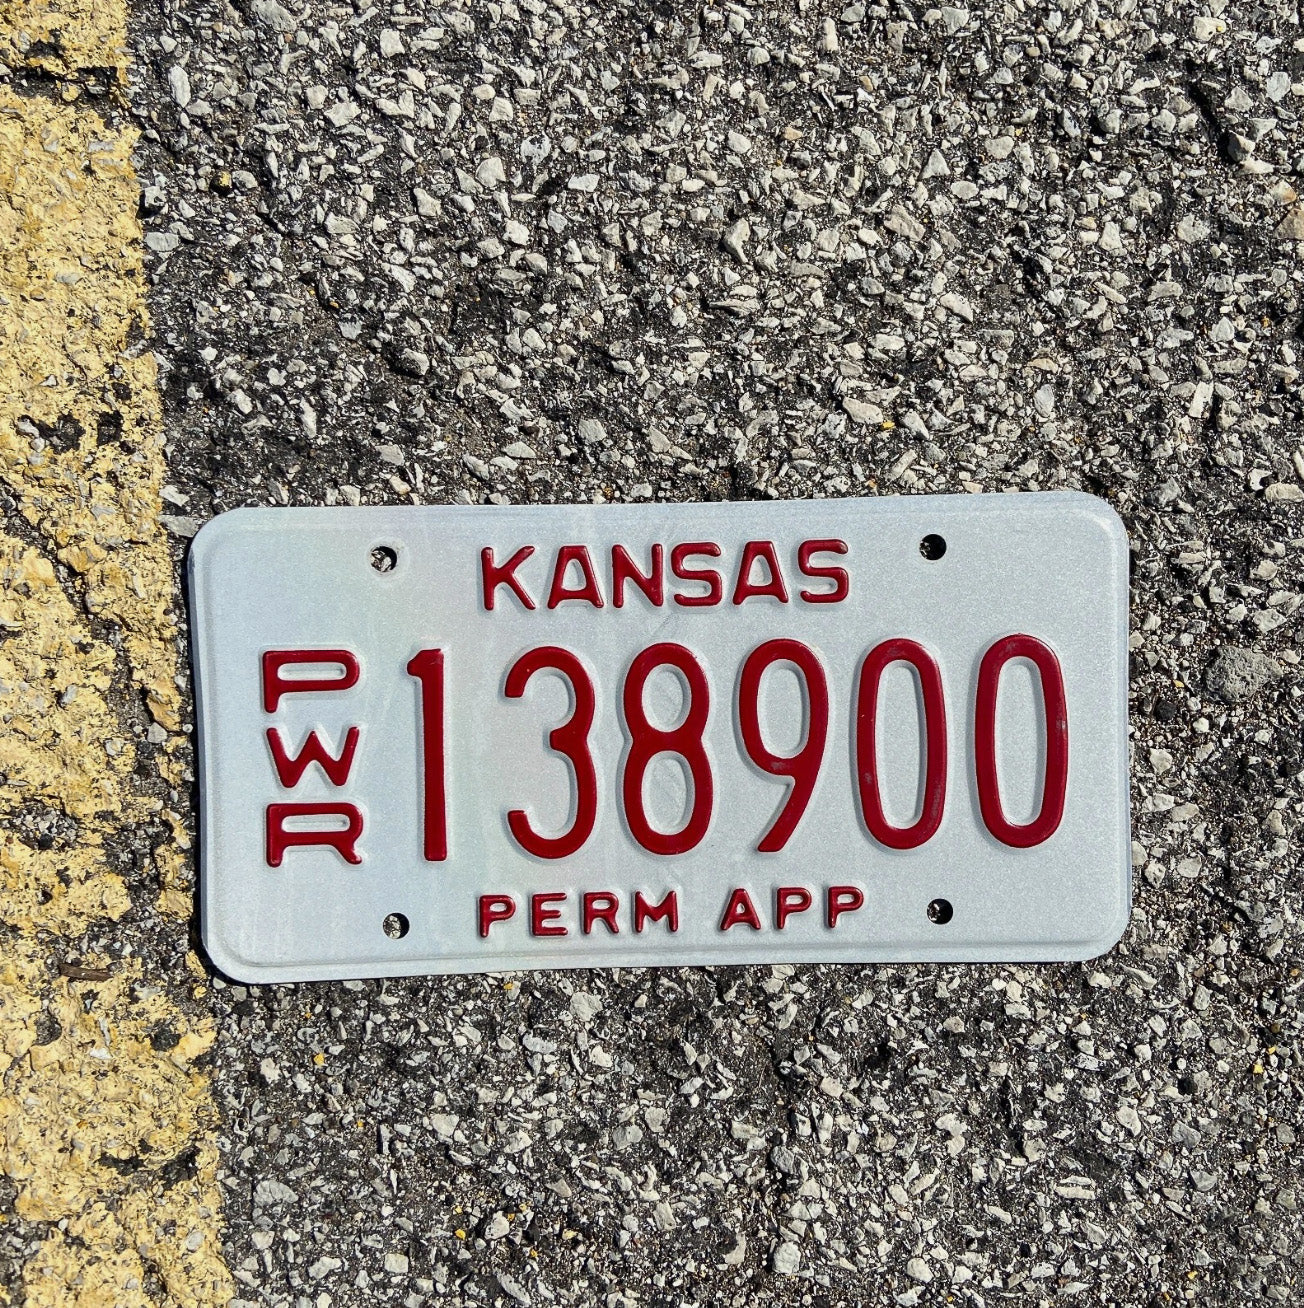 KANSAS
PWR 138900
PERM APP